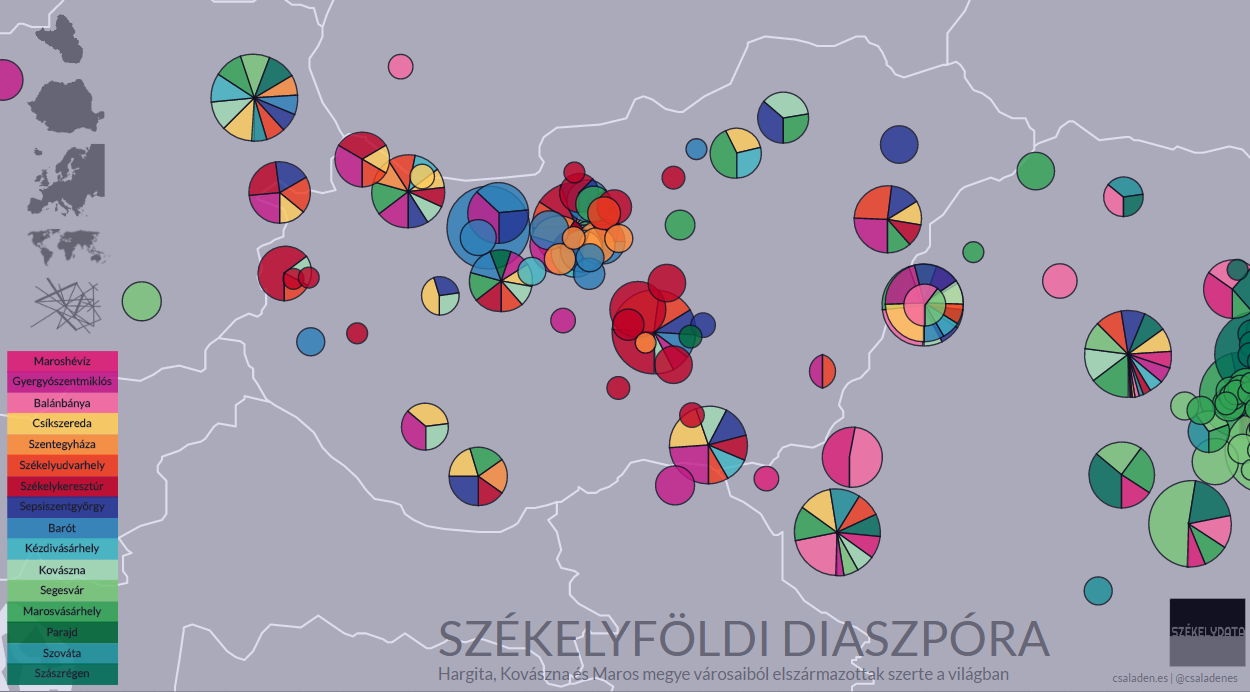 Maroshévíz
Gyergyószentmiklós
Balánbánya
Csíkszereda
Szentegyháza
Székelyudvarhely
Székelykeresztúr
Sepsiszentgyörgy
Barót
Kézdivásárhely
Kovászna
Segesvár
Marosvásárhely
Parajd
Szováta
Szászrégen
SZÉKELYFÖLDI DIASZPÓRA
Hargita, Kovászna és Maros megye városaiból elszármazottak szerte a világban
SZÉKELYDATA
csaladen.es | @csaladenes